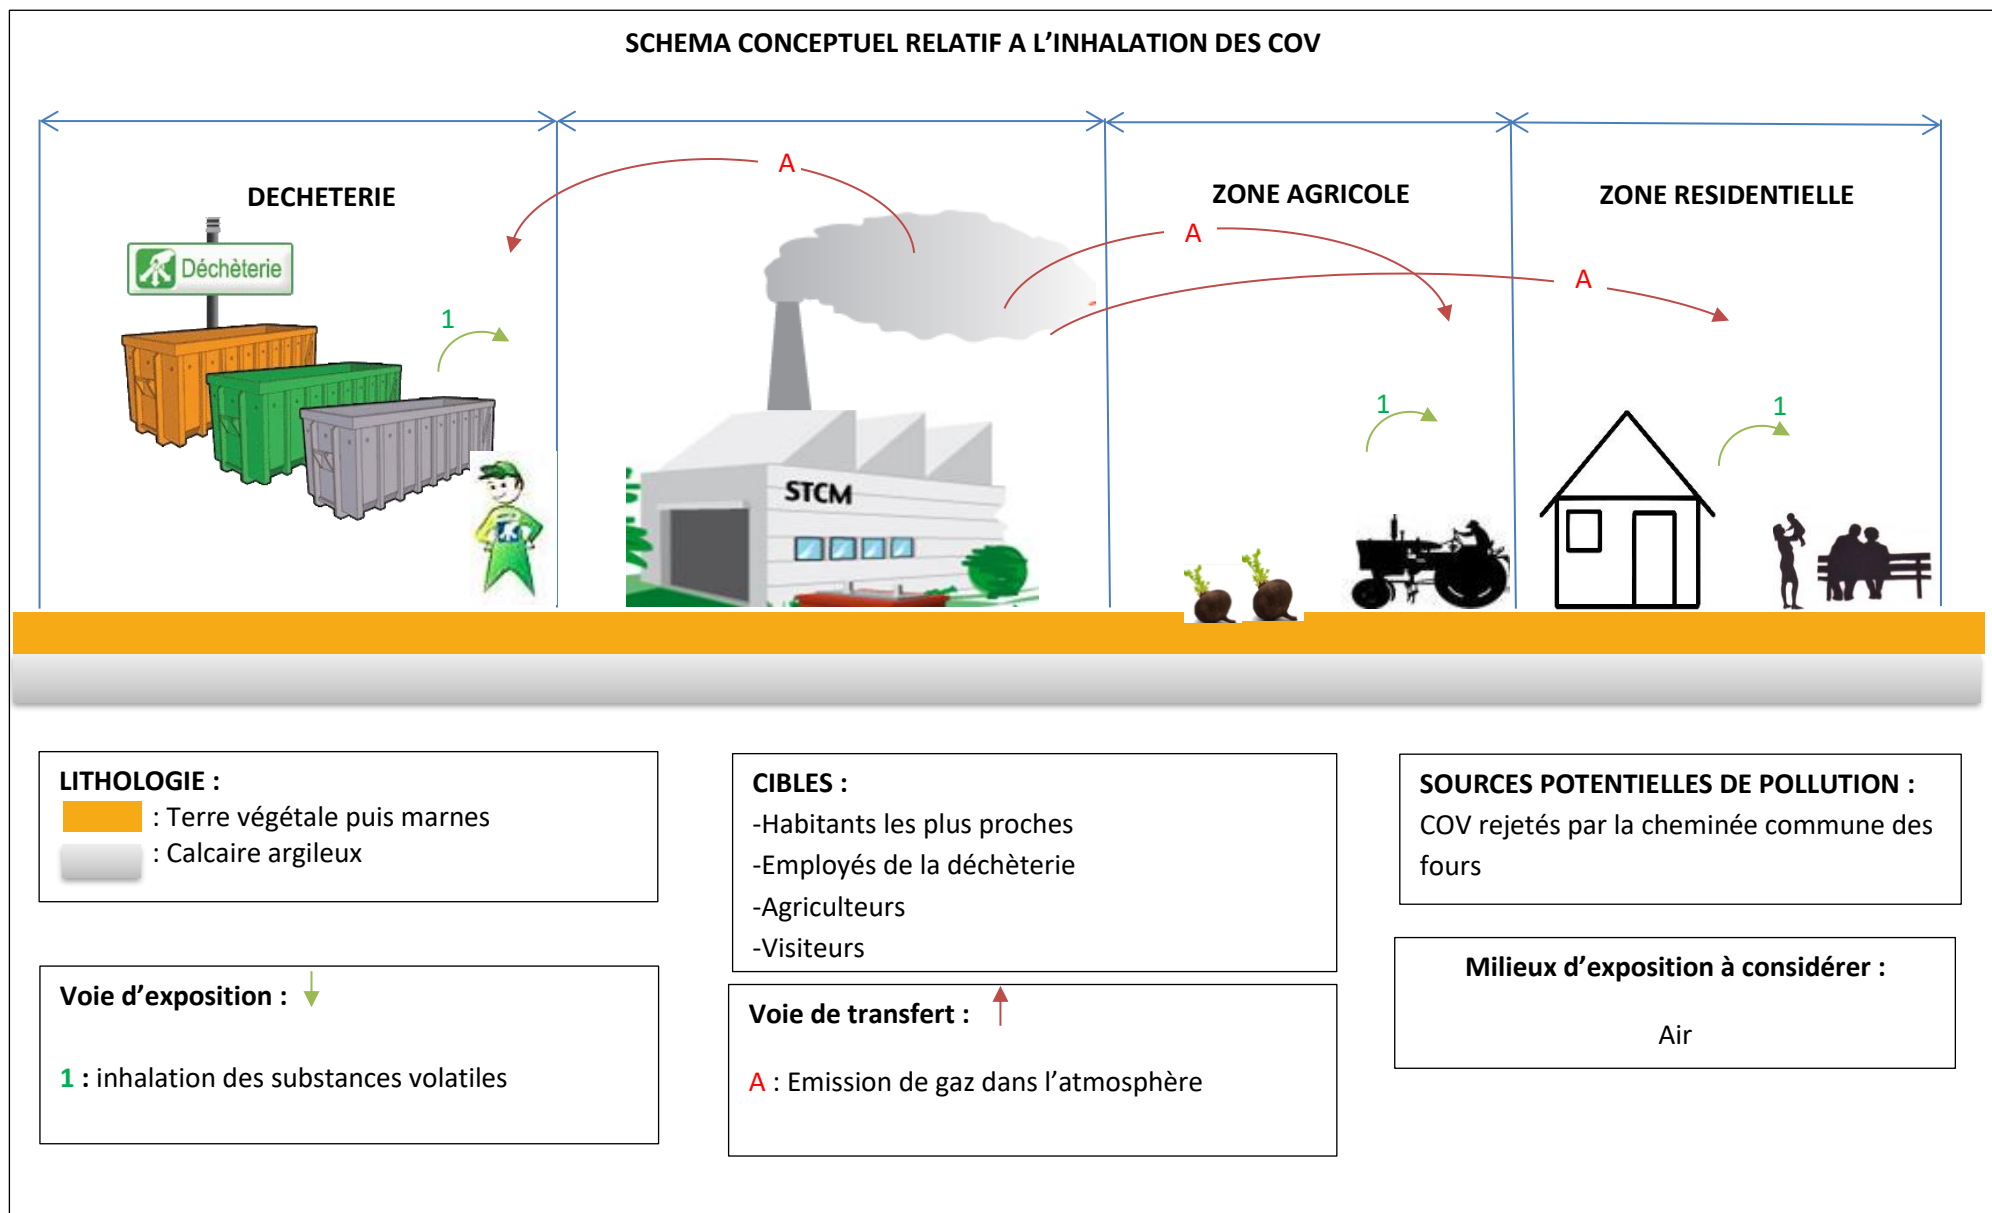 SCHEMA CONCEPTUEL RELATIF A L’INHALATION DES COV
A
DECHETERIE
ZONE AGRICOLE
ZONE RESIDENTIELLE
A
Déchèterie
A
1
1
1
STCM
LITHOLOGIE :
: Terre végétale puis marnes
: Calcaire argileux
CIBLES :
-Habitants les plus proches
-Employés de la déchèterie
-Agriculteurs
-Visiteurs
SOURCES POTENTIELLES DE POLLUTION :
COV rejetés par la cheminée commune des
fours
Voie d’exposition :
1 : inhalation des substances volatiles
Voie de transfert :
A : Emission de gaz dans l’atmosphère
Milieux d’exposition à considérer :
Air